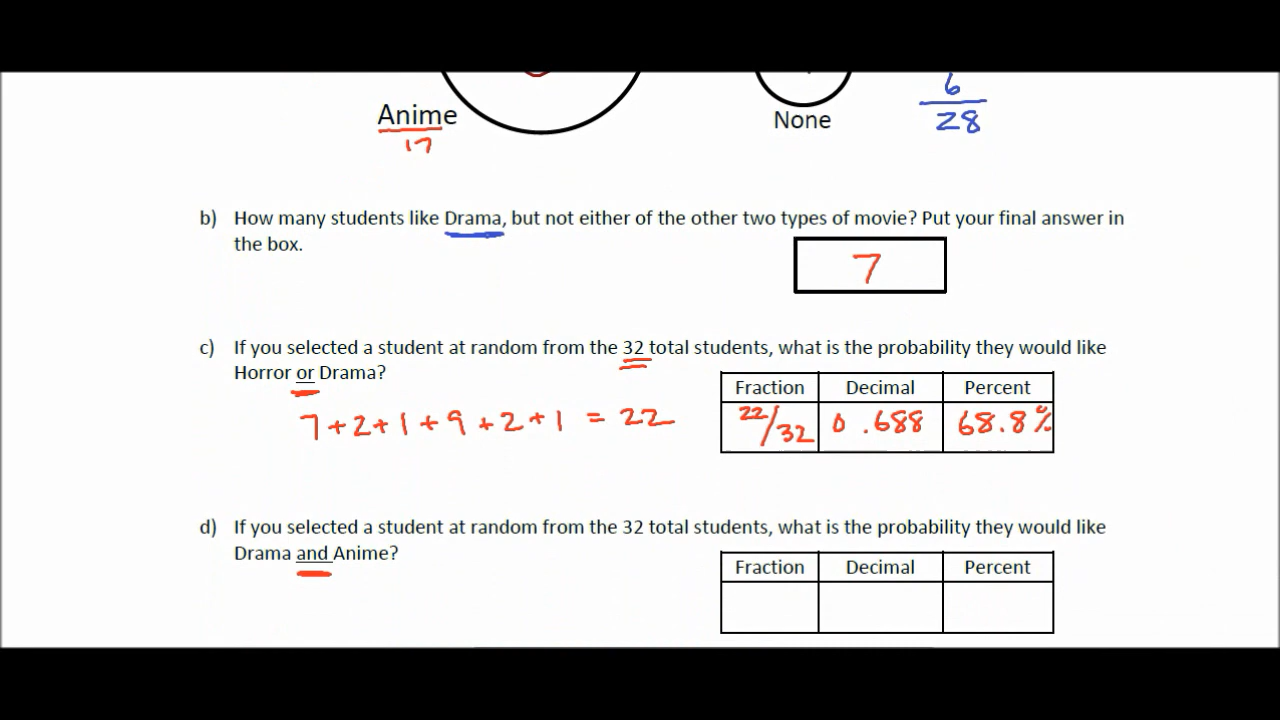 6
28
Anime
17
None
b) How many students like Drama, but not either of the other two types of movie? Put your final answer in
the box.
7
c) If you selected a student at random from the 32 total students, what is the probability they would like
Horror or Drama?
Fraction Decimal Percent
7+2+1+9+2+1 = 22
22/32 0.688 68.8%
d) If you selected a student at random from the 32 total students, what is the probability they would like
Drama and Anime?
Fraction Decimal Percent